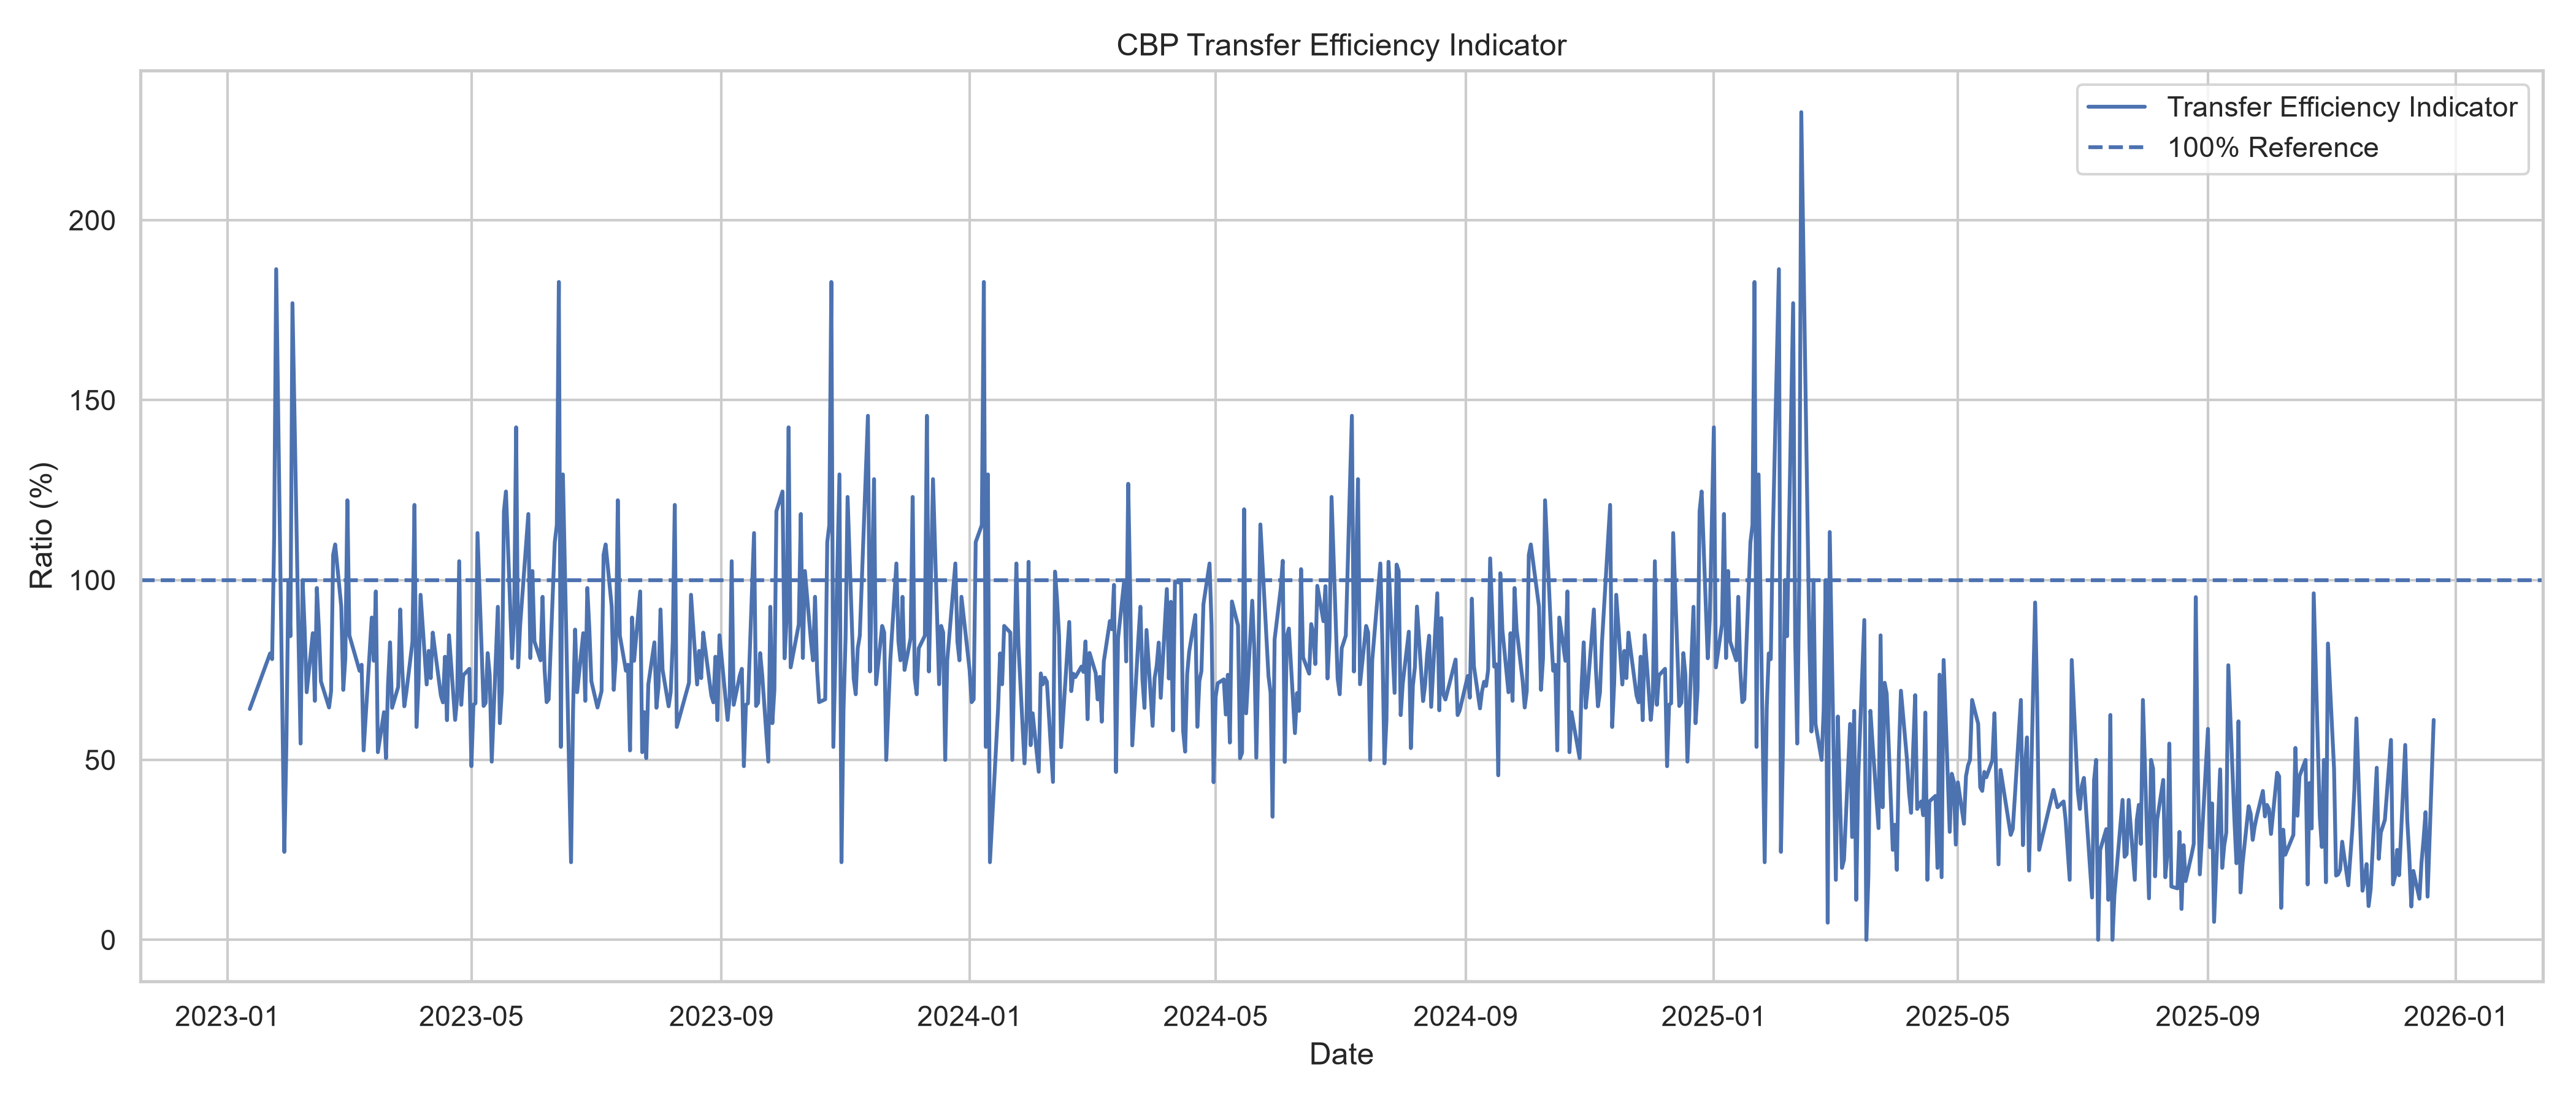 CBP Transfer Efficiency Indicator
Transfer Efficiency Indicator
100% Reference
Ratio (%)
200
150
100
50
0
2023-01 2023-05 2023-09 2024-01 2024-05 2024-09 2025-01 2025-05 2025-09 2026-01
Date